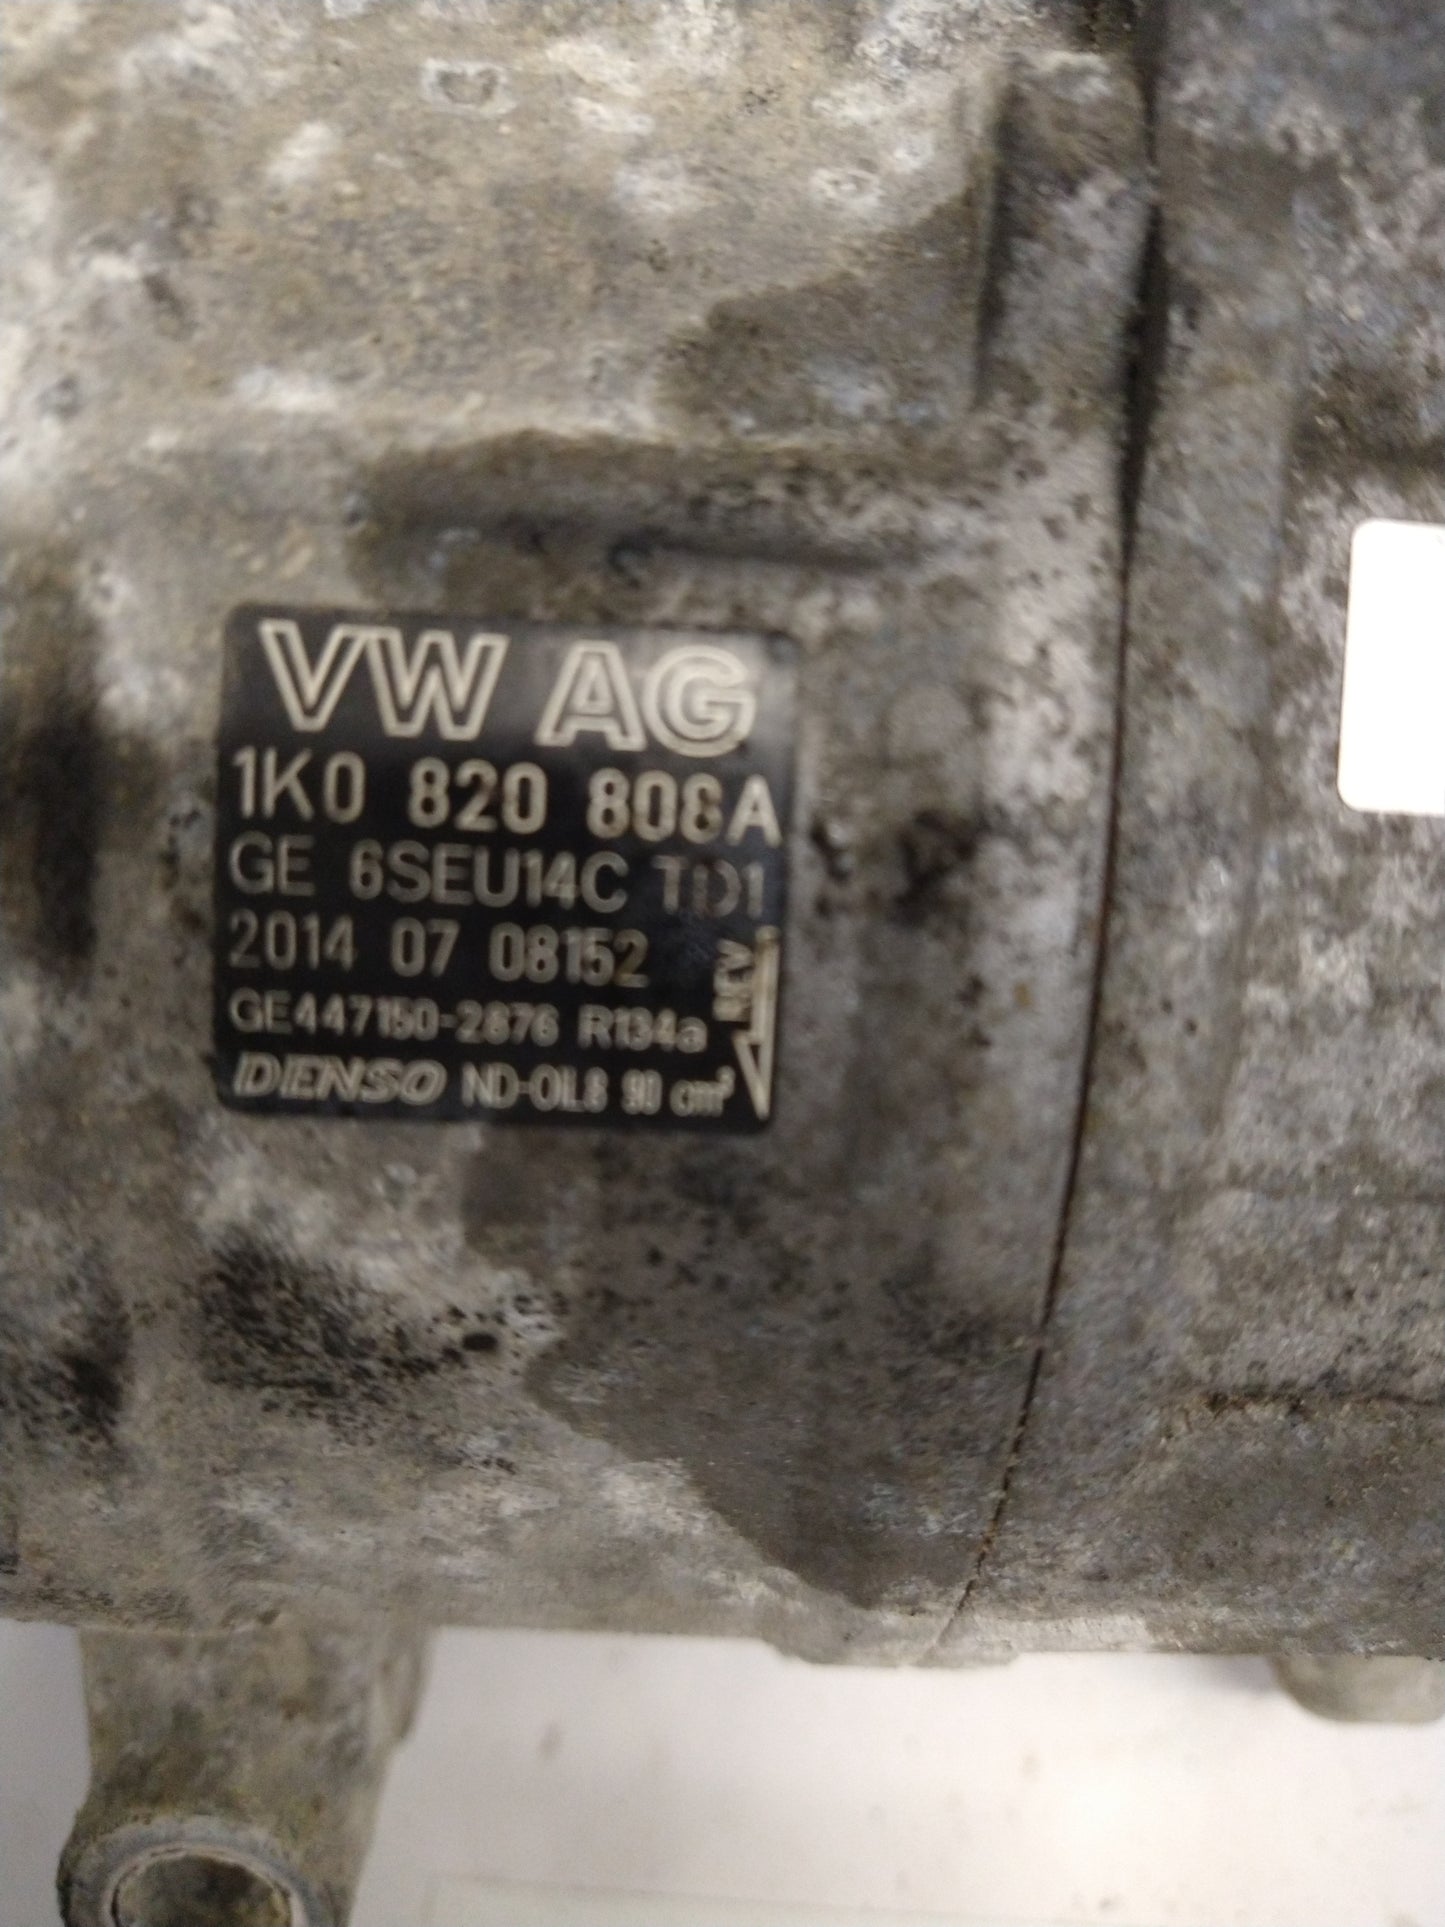 VW AG
1K0 820 808A
GE 6SEU14C TD1
2014 07 08152
GE447150-2876 R134a
DENSO ND-OIL8 90 cm³
REV